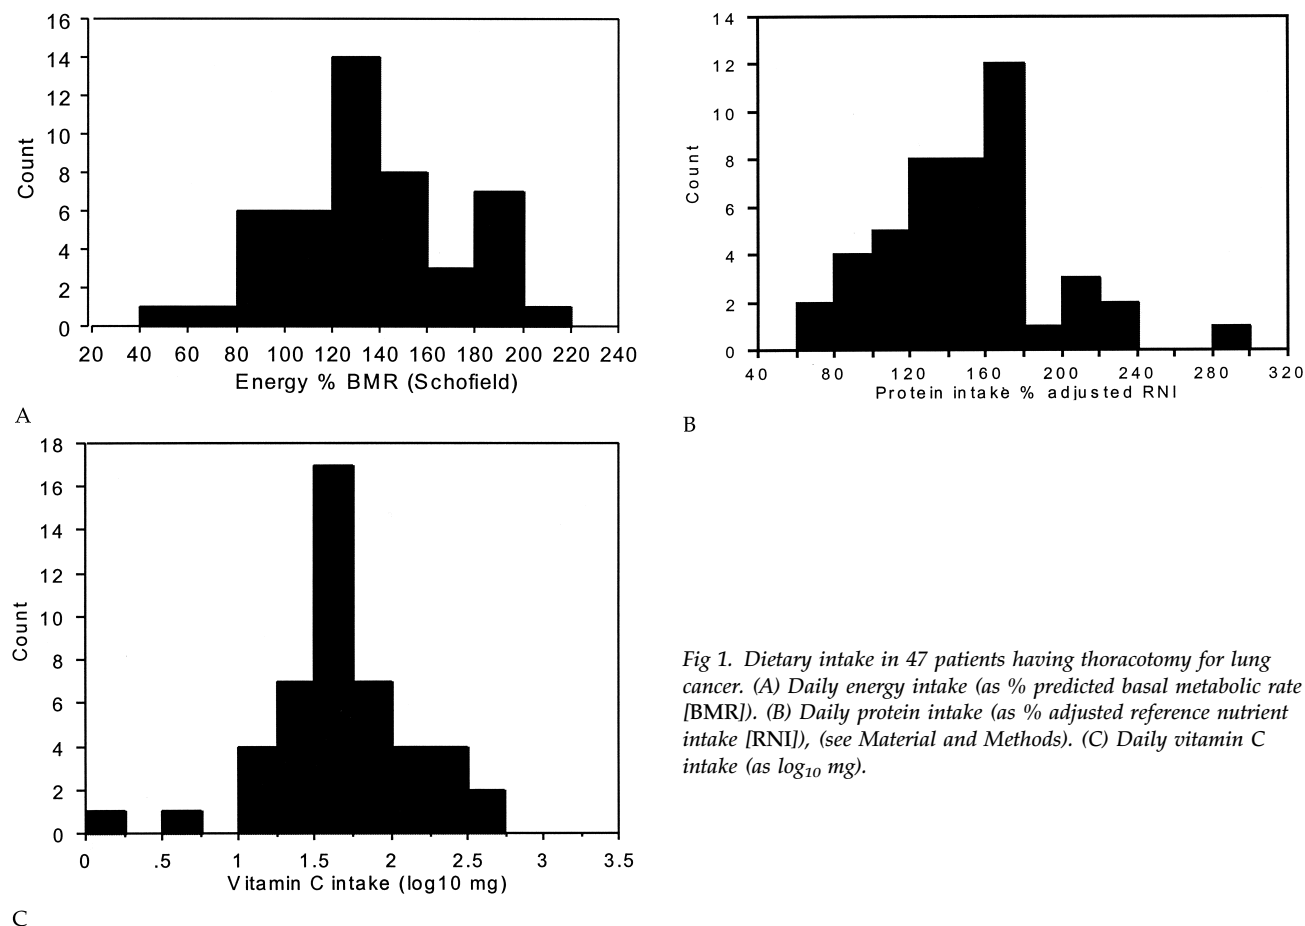 16
14
12
10
8
6
4
2
0
Count
20 40 60 80 100 120 140 160 180 200 220 240
Energy % BMR (Schofield)
A
14
12
10
8
6
4
2
0
Count
40 80 120 160 200 240 280 320
Protein intake % adjusted RNI
B
18
16
14
12
10
8
6
4
2
0
Count
0 .5 1 1.5 2 2.5 3 3.5
Vitamin C intake (log10 mg)
C
Fig 1. Dietary intake in 47 patients having thoracotomy for lung
cancer. (A) Daily energy intake (as % predicted basal metabolic rate
[BMR]). (B) Daily protein intake (as % adjusted reference nutrient
intake [RNI]), (see Material and Methods). (C) Daily vitamin C
intake (as log10 mg).